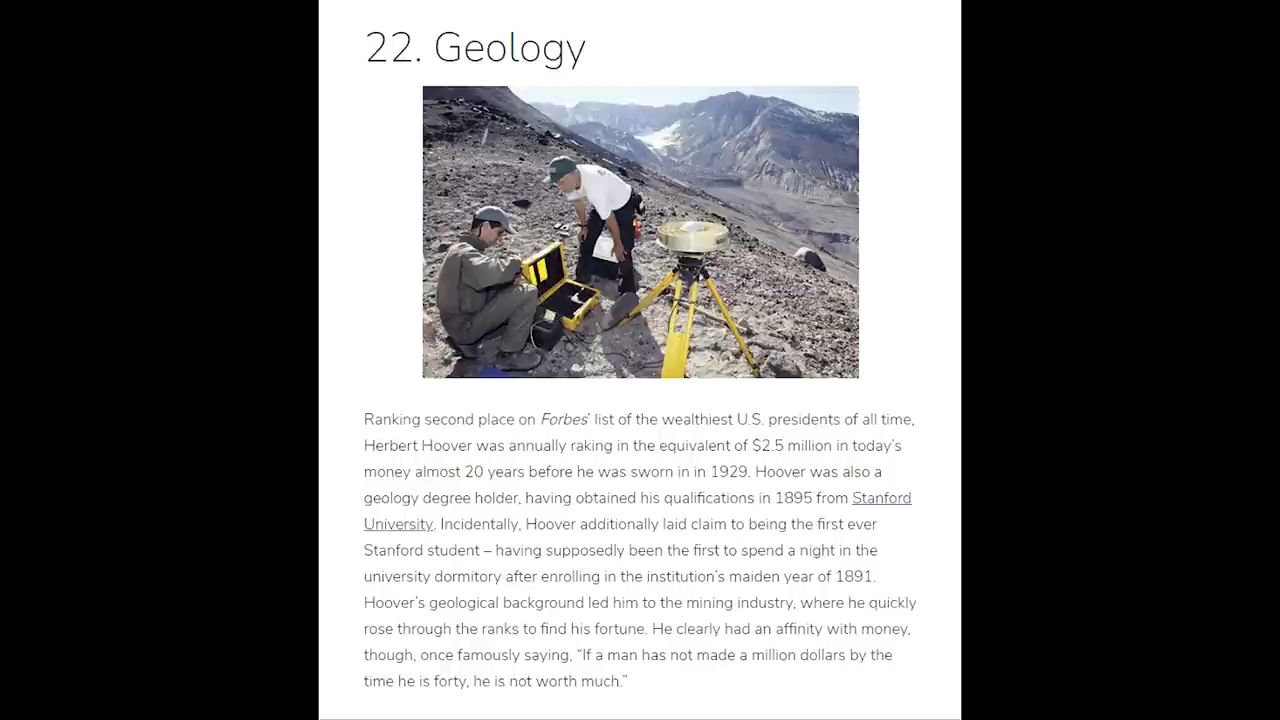 22. Geology
Ranking second place on Forbes' list of the wealthiest U.S. presidents of all time,
Herbert Hoover was annually raking in the equivalent of $2.5 million in today's
money almost 20 years before he was sworn in in 1929. Hoover was also a
geology degree holder, having obtained his qualifications in 1895 from Stanford
University. Incidentally, Hoover additionally laid claim to being the first ever
Stanford student – having supposedly been the first to spend a night in the
university dormitory after enrolling in the institution's maiden year of 1891.
Hoover's geological background led him to the mining industry, where he quickly
rose through the ranks to find his fortune. He clearly had an affinity with money,
though, once famously saying, “If a man has not made a million dollars by the
time he is forty, he is not worth much.”